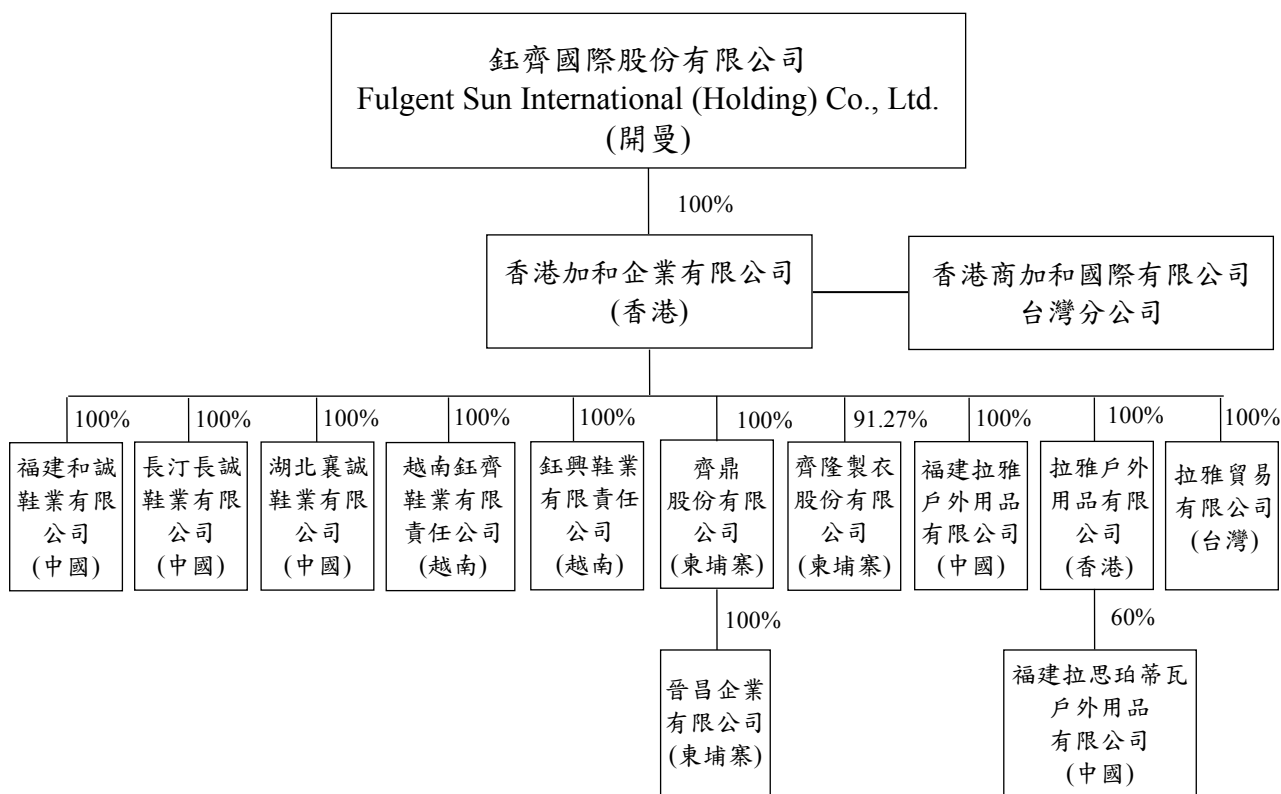 鈺齊國際股份有限公司
Fulgent Sun International (Holding) Co., Ltd.
(開曼)
100%
香港加和企業有限公司
(香港)
香港商加和國際有限公司
台灣分公司
100%
福建和誠
鞋業有限
公司
(中國)
100%
長汀長誠
鞋業有限
公司
(中國)
100%
湖北襄誠
鞋業有限
公司
(中國)
100%
越南鈺齊
鞋業有限
責任公司
(越南)
100%
鈺興鞋業
有限責任
公司
(越南)
100%
齊鼎
股份有限
公司
(柬埔寨)
91.27%
齊隆製衣
股份有限
公司
(柬埔寨)
100%
福建拉雅
戶外用品
有限公司
(中國)
100%
拉雅戶外
用品有限
公司
(香港)
100%
拉雅貿易
有限公司
(台灣)
100%
晉昌企業
有限公司
(柬埔寨)
60%
福建拉思珀蒂瓦
戶外用品
有限公司
(中國)